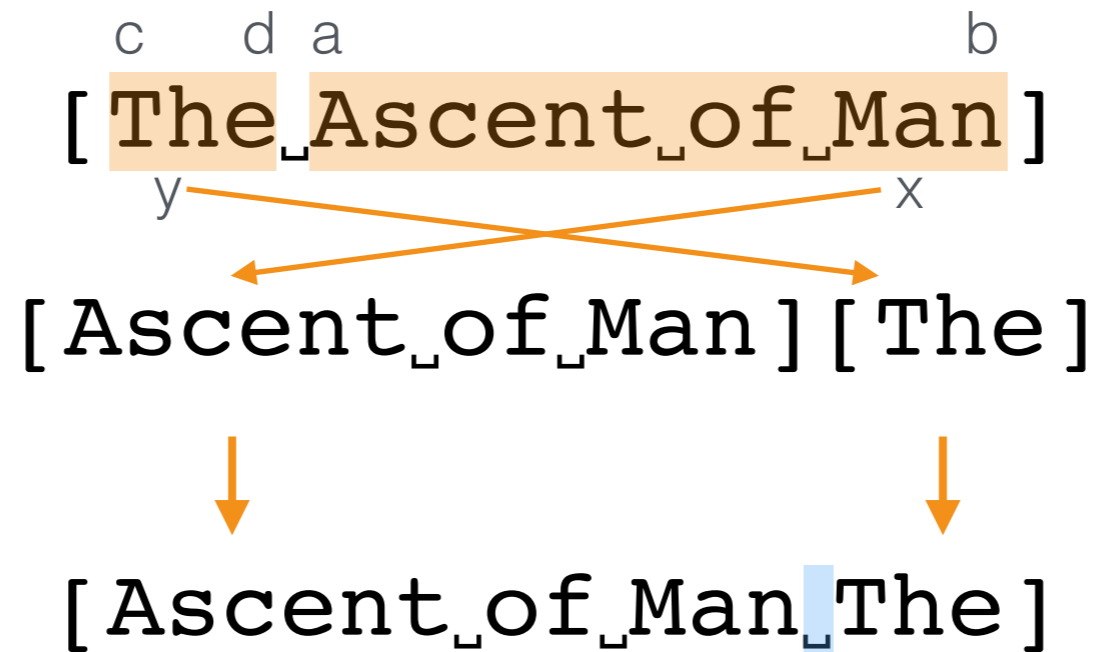 c d a b
[The␣Ascent␣of␣Man]
y x
[Ascent␣of␣Man][The]
[Ascent␣of␣Man␣The]